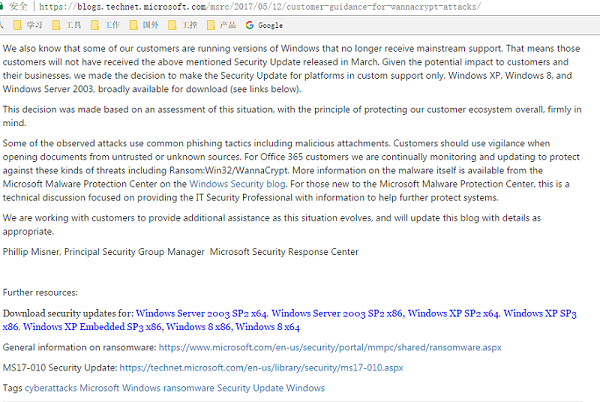 安全 https://blogs.technet.microsoft.com/msrc/2017/05/12/customer-guidance-for-wannacrypt-attacks/
学习 工具 工作 国外 工控 产品 Google
We also know that some of our customers are running versions of Windows that no longer receive mainstream support. That means those
customers will not have received the above mentioned Security Update released in March. Given the potential impact to customers and
their businesses, we made the decision to make the Security Update for platforms in custom support only, Windows XP, Windows 8, and
Windows Server 2003, broadly available for download (see links below).
This decision was made based on an assessment of this situation, with the principle of protecting our customer ecosystem overall, firmly in
mind.
Some of the observed attacks use common phishing tactics including malicious attachments. Customers should use vigilance when
opening documents from untrusted or unknown sources. For Office 365 customers we are continually monitoring and updating to protect
against these kinds of threats including Ransom:Win32/WannaCrypt. More information on the malware itself is available from the
Microsoft Malware Protection Center on the Windows Security blog. For those new to the Microsoft Malware Protection Center, this is a
technical discussion focused on providing the IT Security Professional with information to help further protect systems.
We are working with customers to provide additional assistance as this situation evolves, and will update this blog with details as
appropriate.
Phillip Misner, Principal Security Group Manager Microsoft Security Response Center
Further resources:
Download security updates for: Windows Server 2003 SP2 x64, Windows Server 2003 SP2 x86, Windows XP SP2 x64, Windows XP SP3
x86, Windows XP Embedded SP3 x86, Windows 8 x86, Windows 8 x64
General information on ransomware: https://www.microsoft.com/en-us/security/portal/mmpc/shared/ransomware.aspx
MS17-010 Security Update: https://technet.microsoft.com/en-us/library/security/ms17-010.aspx
Tags cyberattacks Microsoft Windows ransomware Security Update Windows